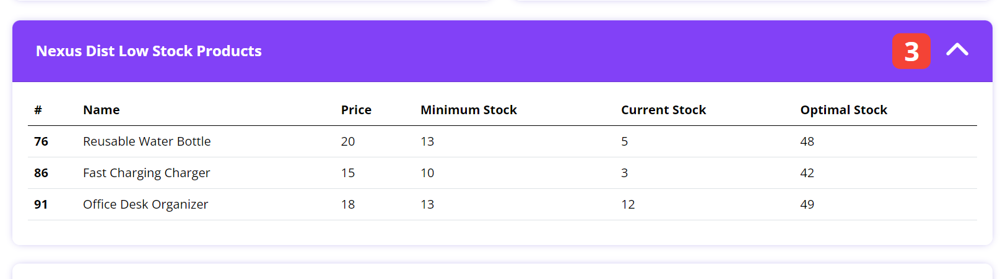 Nexus Dist Low Stock Products 3
# Name Price Minimum Stock Current Stock Optimal Stock
76 Reusable Water Bottle 20 13 5 48
86 Fast Charging Charger 15 10 3 42
91 Office Desk Organizer 18 13 12 49